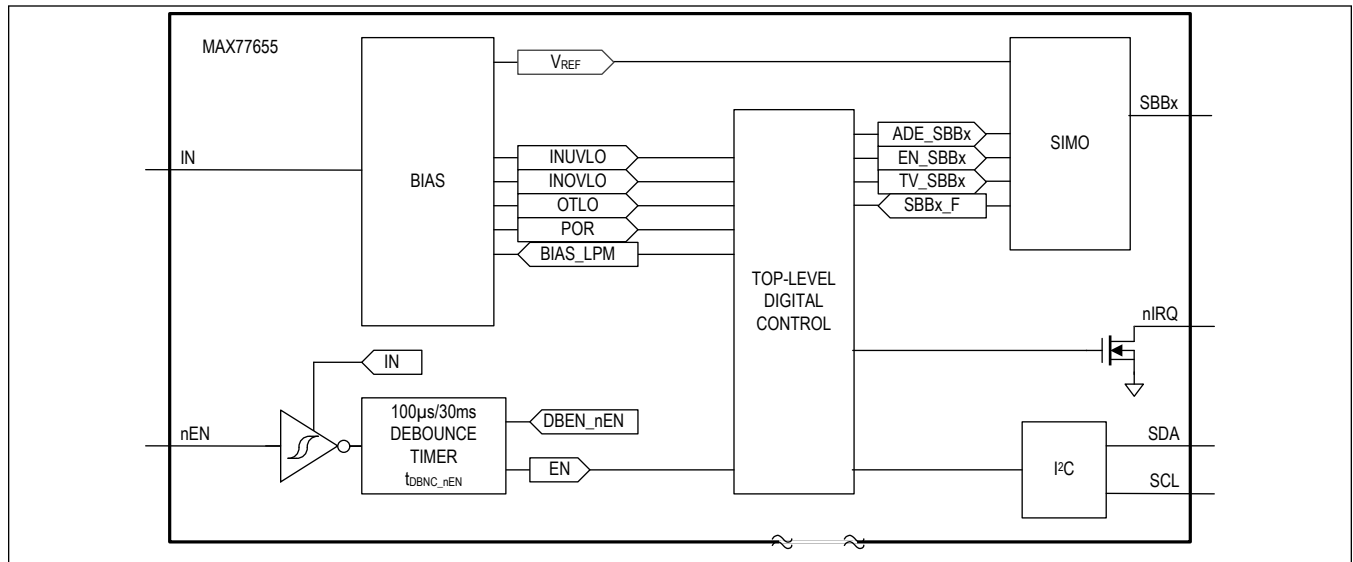 MAX77655
VREF
IN
BIAS
INUVLO
INOVLO
OTLO
POR
BIAS_LPM
TOP-LEVEL
DIGITAL
CONTROL
ADE_SBBx
EN_SBBx
TV_SBBx
SBBx_F
SIMO
SBBx
nIRQ
IN
nEN
100µs/30ms
DEBOUNCE
TIMER
tDBNC_nEN
DBEN_nEN
EN
I²C
SDA
SCL